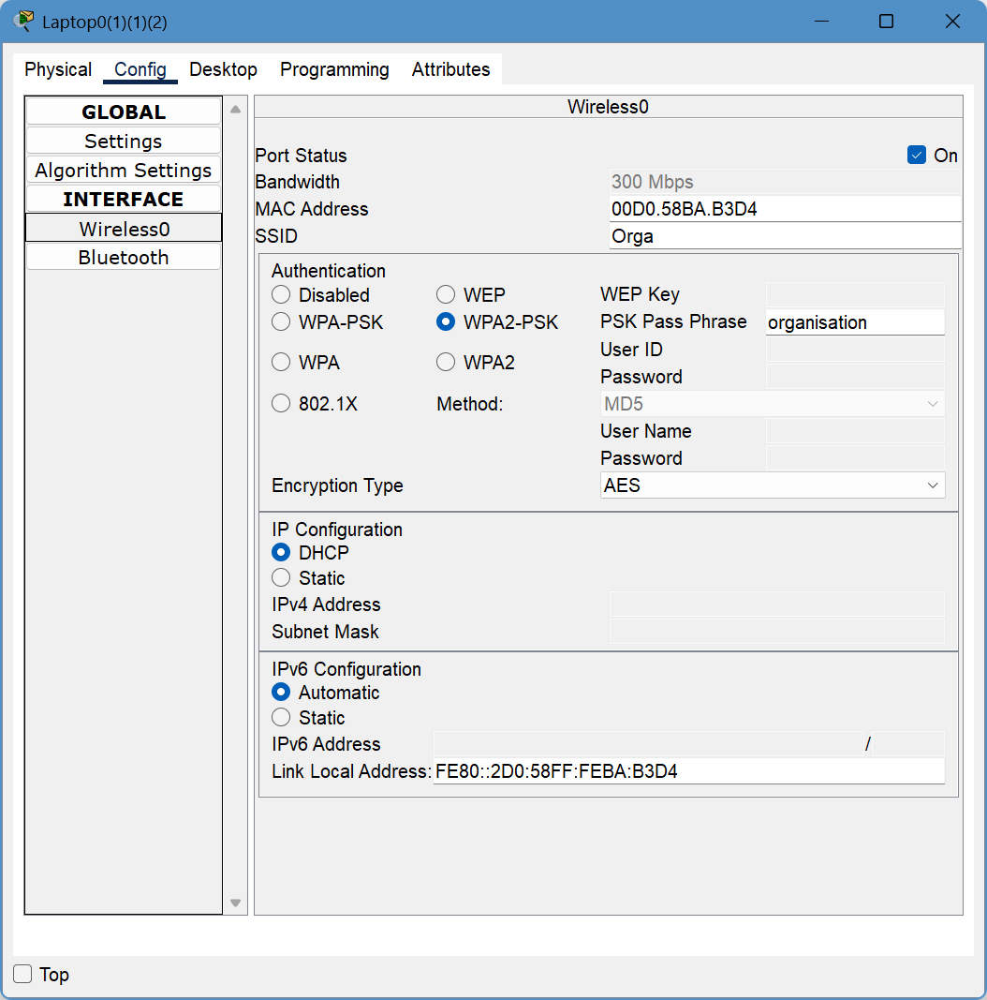 Laptop0(1)(1)(2)
Physical Config Desktop Programming Attributes
GLOBAL
Settings
Algorithm Settings
INTERFACE
Wireless0
Bluetooth
Wireless0
Port Status On
Bandwidth 300 Mbps
MAC Address 00D0.58BA.B3D4
SSID Orga
Authentication
Disabled WEP WEP Key
WPA-PSK WPA2-PSK PSK Pass Phrase organisation
User ID
WPA WPA2
Password
802.1X Method: MD5
User Name
Password
Encryption Type AES
IP Configuration
DHCP
Static
IPv4 Address
Subnet Mask
IPv6 Configuration
Automatic
Static
IPv6 Address /
Link Local Address: FE80::2D0:58FF:FEBA:B3D4
Top